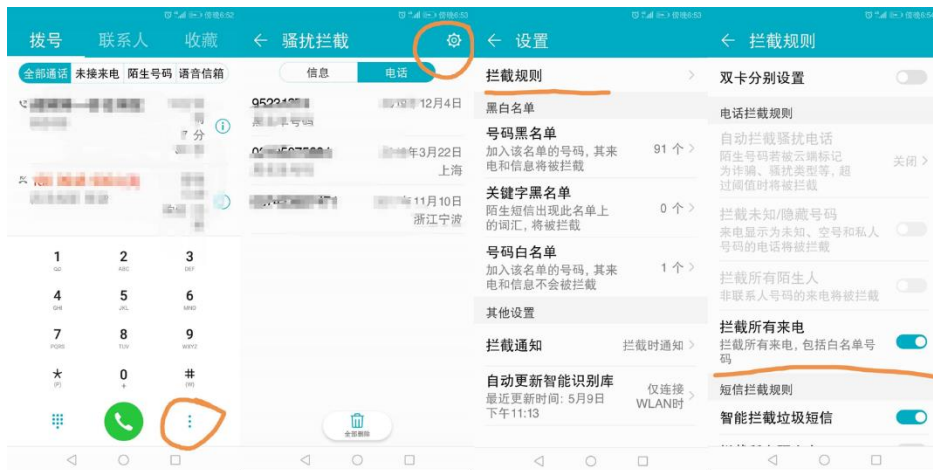 傍晚6:52
拨号 联系人 收藏
全部通话 未接来电 陌生号码 语音信箱
分
1 2 3
ABC DEF
4 5 6
GHI JKL MNO
7 8 9
PQRS TUV WXYZ
* 0 #
(P) + (W)
傍晚6:53
骚扰拦截
信息 电话
12月4日
年3月22日
上海
11月10日
浙江宁波
全部删除
傍晚6:53
设置
拦截规则
黑白名单
号码黑名单
加入该名单的号码, 其来
电和信息将被拦截
91 个
关键字黑名单
陌生短信出现此名单上
的词汇, 将被拦截
0 个
号码白名单
加入该名单的号码, 其来
电和信息不会被拦截
1 个
其他设置
拦截通知 拦截时通知
自动更新智能识别库
最近更新时间: 5月9日
下午11:13
仅连接
WLAN时
傍晚6:54
拦截规则
双卡分别设置
电话拦截规则
自动拦截骚扰电话
陌生号码若被云端标记
为诈骗、骚扰类型等, 超
过阈值时将被拦截
关闭
拦截未知/隐藏号码
来电显示为未知、空号和私人
号码的电话将被拦截
拦截所有陌生人
非联系人号码的来电将被拦截
拦截所有来电
拦截所有来电, 包括白名单号
码
短信拦截规则
智能拦截垃圾短信